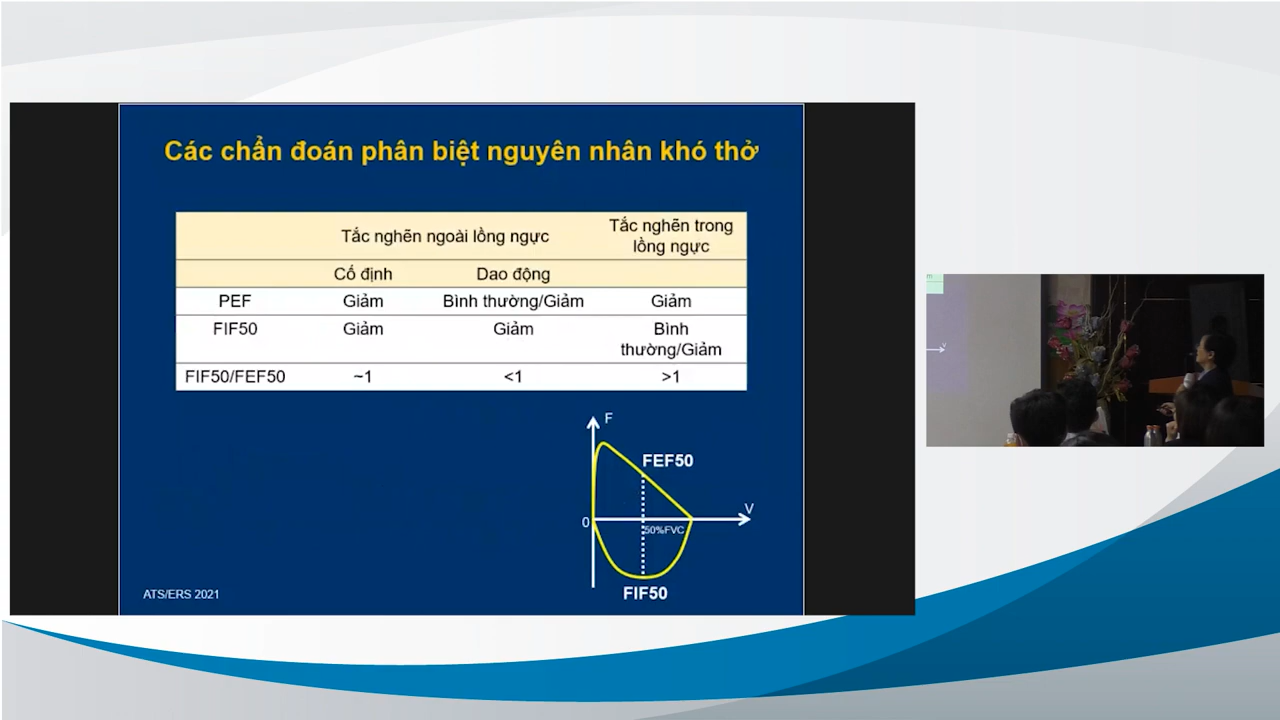 Các chẩn đoán phân biệt nguyên nhân khó thở
Tắc nghẽn ngoài lồng ngực
Tắc nghẽn trong
lồng ngực
Cố định
Dao động
PEF
Giảm
Bình thường/Giảm
Giảm
FIF50
Giảm
Giảm
Bình
thường/Giảm
FIF50/FEF50
~1
<1
>1
F
FEF50
V
0
50%FVC
FIF50
ATS/ERS 2021